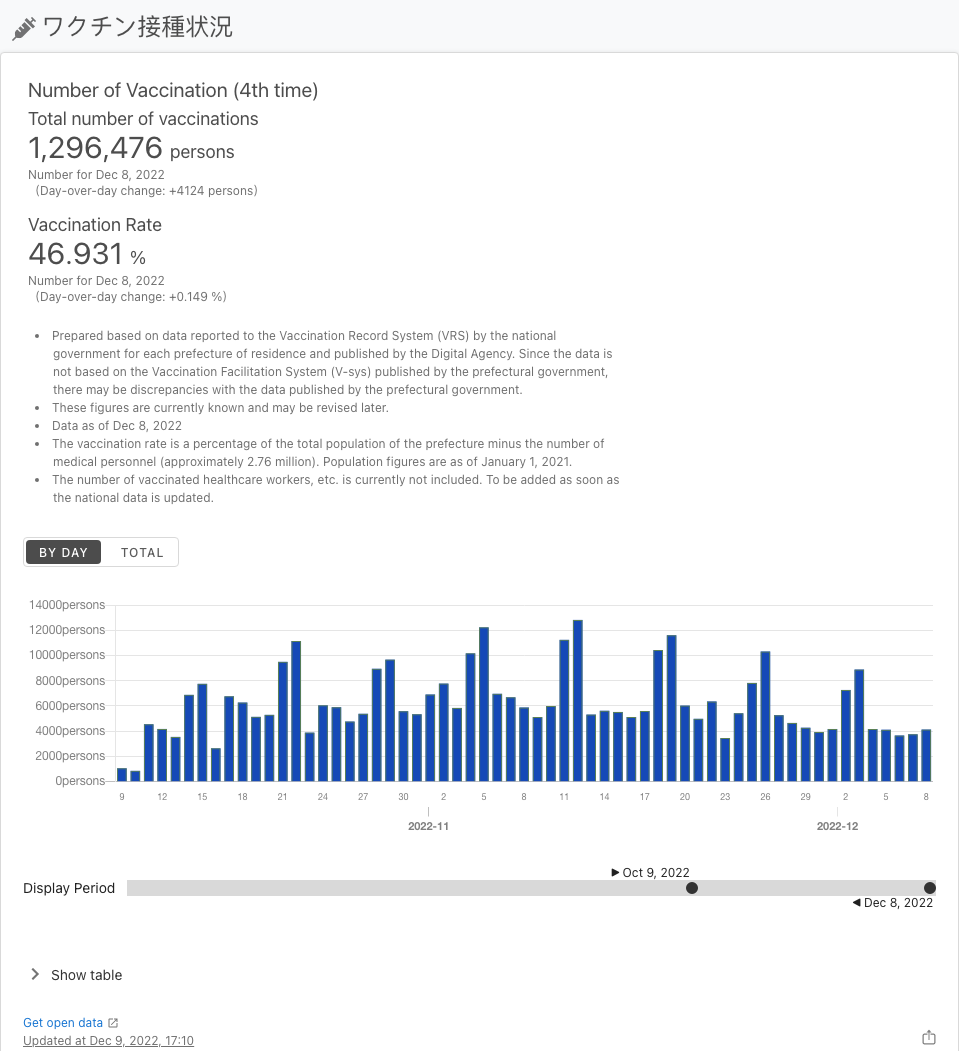 ワクチン接種状況
Number of Vaccination (4th time)
Total number of vaccinations
1,296,476 persons
Number for Dec 8, 2022
(Day-over-day change: +4124 persons)
Vaccination Rate
46.931 %
Number for Dec 8, 2022
(Day-over-day change: +0.149 %)
• Prepared based on data reported to the Vaccination Record System (VRS) by the national
government for each prefecture of residence and published by the Digital Agency. Since the data is
not based on the Vaccination Facilitation System (V-sys) published by the prefectural government,
there may be discrepancies with the data published by the prefectural government.
• These figures are currently known and may be revised later.
• Data as of Dec 8, 2022
• The vaccination rate is a percentage of the total population of the prefecture minus the number of
medical personnel (approximately 2.76 million). Population figures are as of January 1, 2021.
• The number of vaccinated healthcare workers, etc. is currently not included. To be added as soon as
the national data is updated.
BY DAY TOTAL
14000persons
12000persons
10000persons
8000persons
6000persons
4000persons
2000persons
0persons
9 12 15 18 21 24 27 30 2 5 8 11 14 17 20 23 26 29 2 5 8
2022-11 2022-12
▶ Oct 9, 2022
Display Period
◀ Dec 8, 2022
Show table
Get open data
Updated at Dec 9, 2022, 17:10